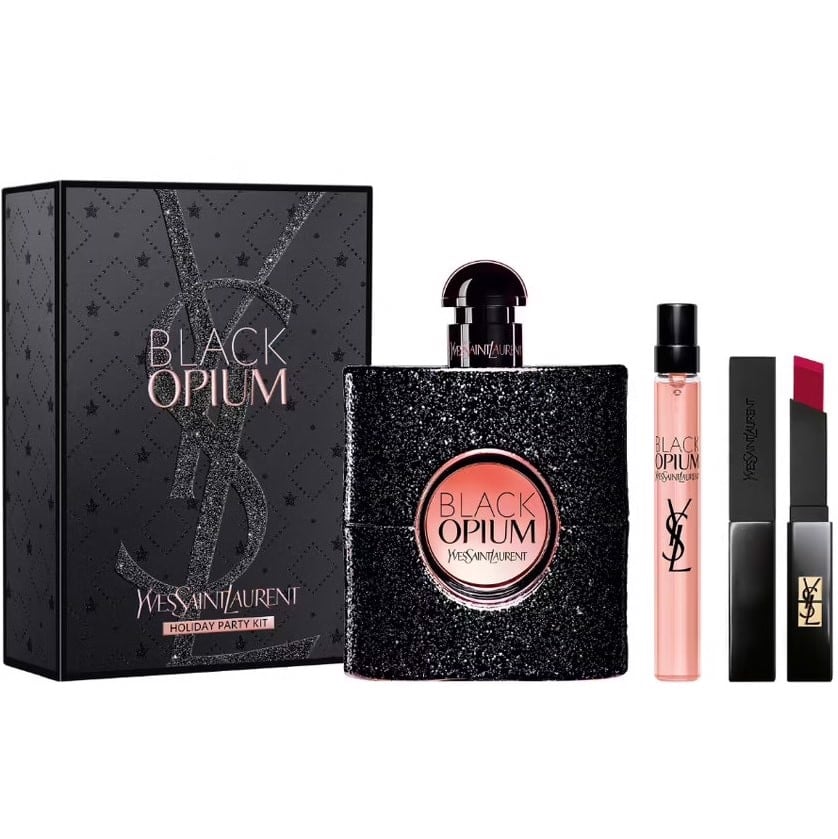 BLACK
OPIUM
YVESSAINTLAURENT
HOLIDAY PARTY KIT
YVESSAINTLAURENT
BLACK
OPIUM
YVESSAINTLAURENT
BLACK
OPIUM
YVESSAINTLAURENT
YSL
YVESSAINTLAURENT
YSL